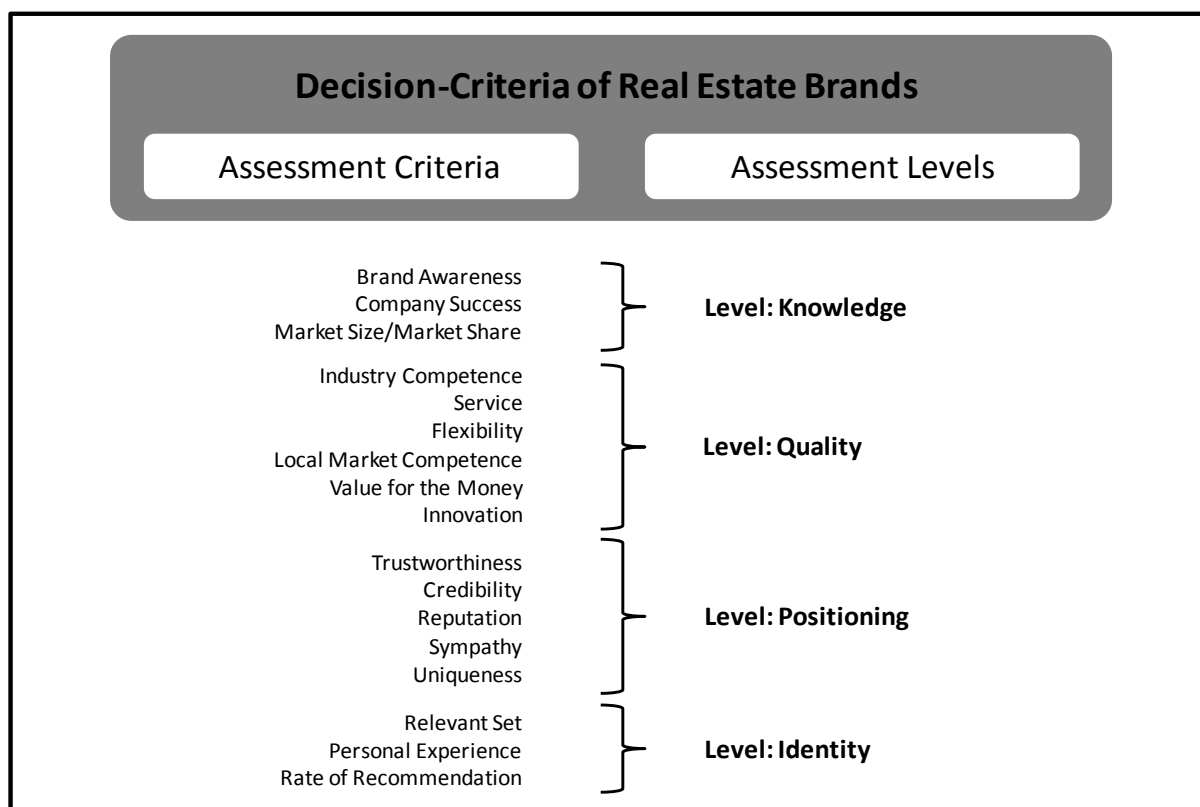 Decision-Criteria of Real Estate Brands
Assessment Criteria
Assessment Levels
Brand Awareness
Company Success
Market Size/Market Share
Level: Knowledge
Industry Competence
Service
Flexibility
Local Market Competence
Value for the Money
Innovation
Level: Quality
Trustworthiness
Credibility
Reputation
Sympathy
Uniqueness
Level: Positioning
Relevant Set
Personal Experience
Rate of Recommendation
Level: Identity